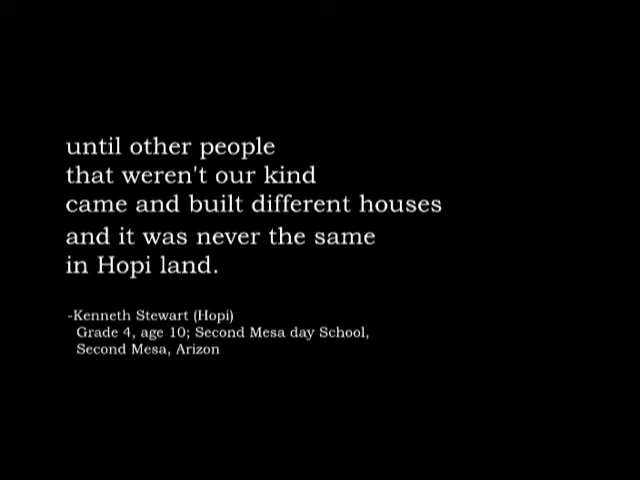 until other people
that weren't our kind
came and built different houses
and it was never the same
in Hopi land.
-Kenneth Stewart (Hopi)
Grade 4, age 10; Second Mesa day School,
Second Mesa, Arizon